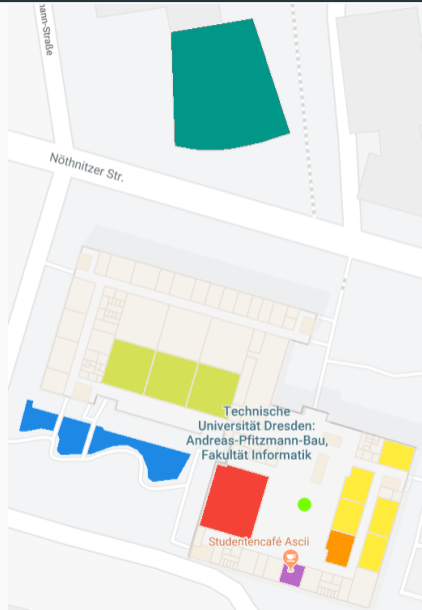 mann-Straße
Nöthnitzer Str.
Technische
Universität Dresden:
Andreas-Pfitzmann-Bau,
Fakultät Informatik
Studentencafé Ascii